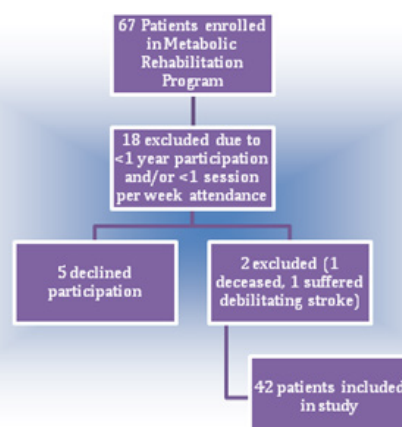 67 Patients enrolled
in Metabolic
Rehabilitation
Program
18 excluded due to
<1 year participation
and/or <1 session
per week attendance
5 declined
participation
2 excluded (1
deceased, 1 suffered
debilitating stroke)
42 patients included
in study